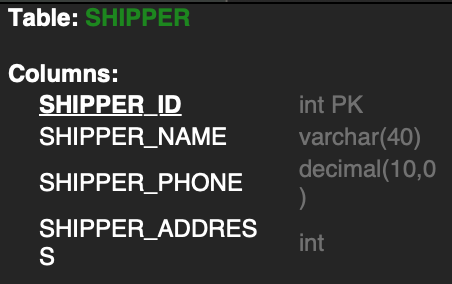 Table: SHIPPER
Columns:
SHIPPER_ID int PK
SHIPPER_NAME varchar(40)
SHIPPER_PHONE decimal(10,0
)
SHIPPER_ADDRES
S int